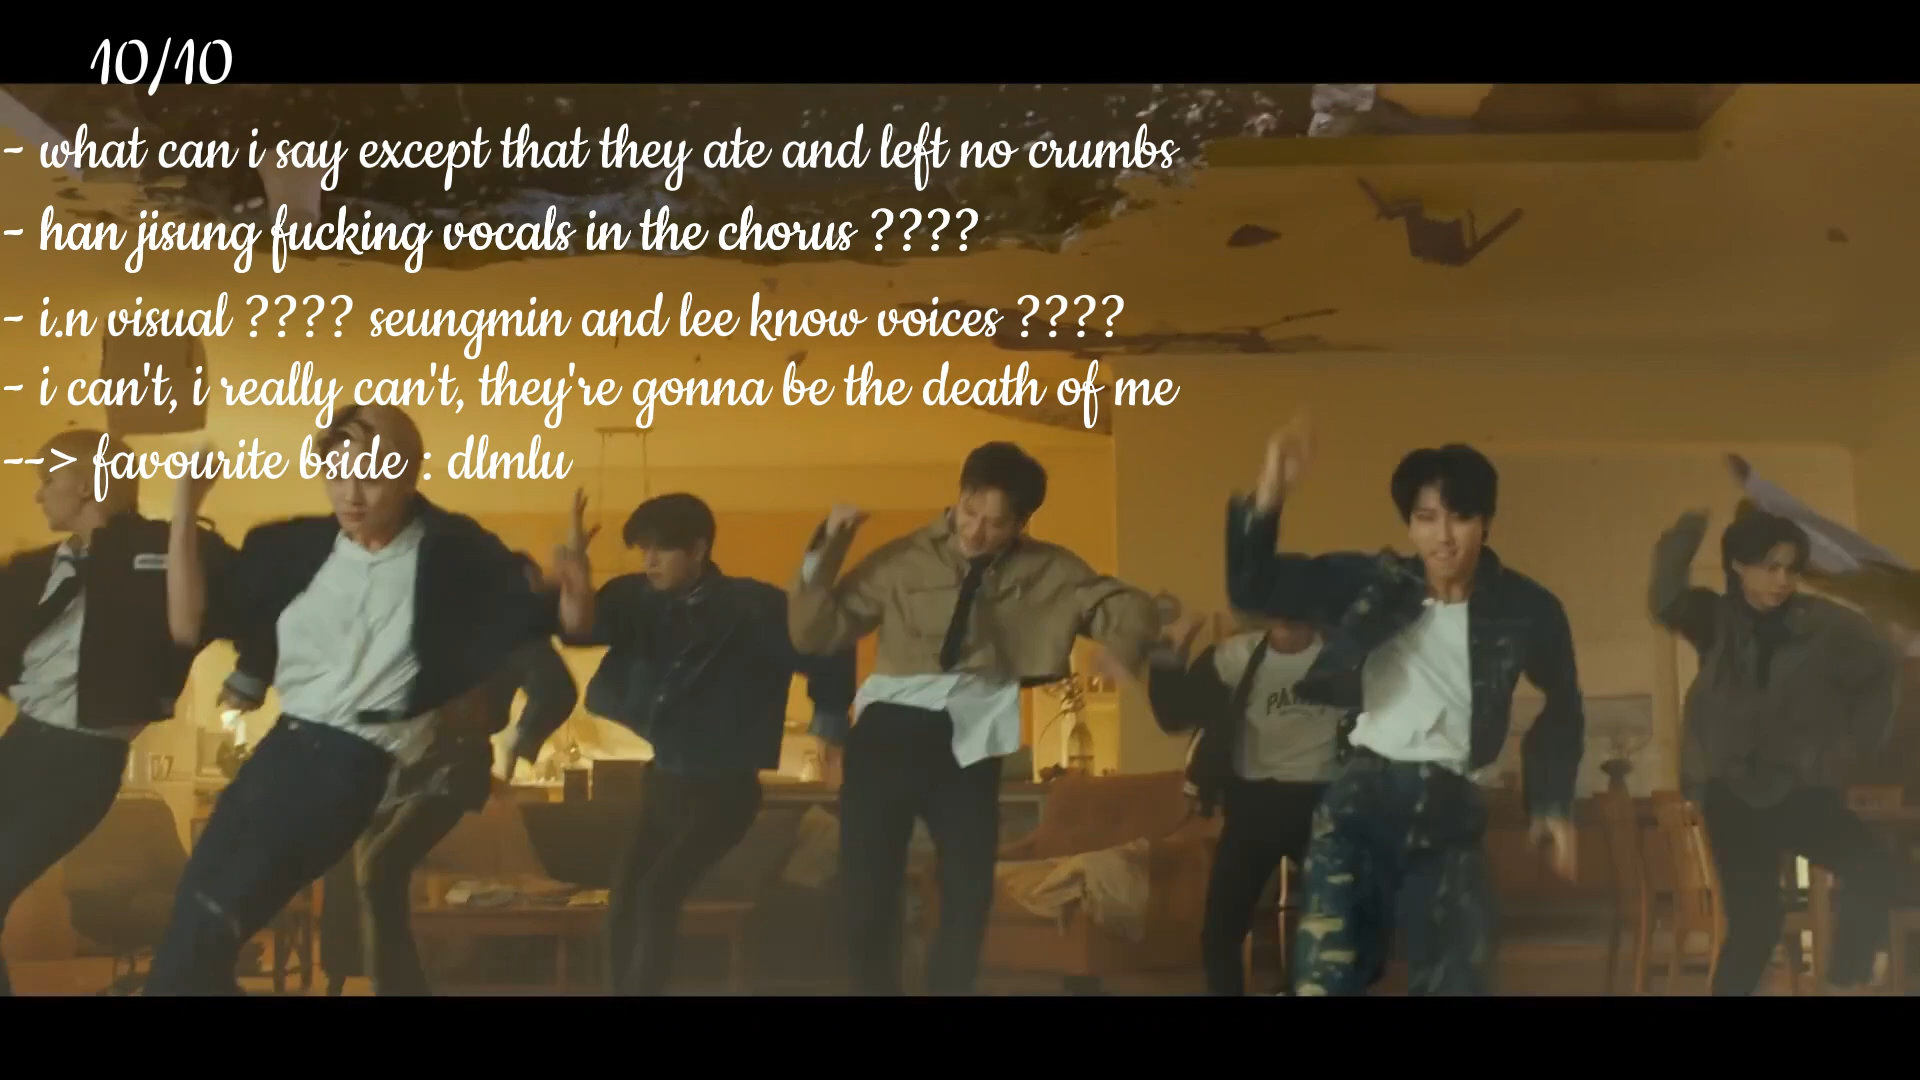 10/10
- what can i say except that they ate and left no crumbs
- han jisung fucking vocals in the chorus ????
- i.n visual ???? seungmin and lee know voices ????
- i can't, i really can't, they're gonna be the death of me
--> favourite bside : dlmlu